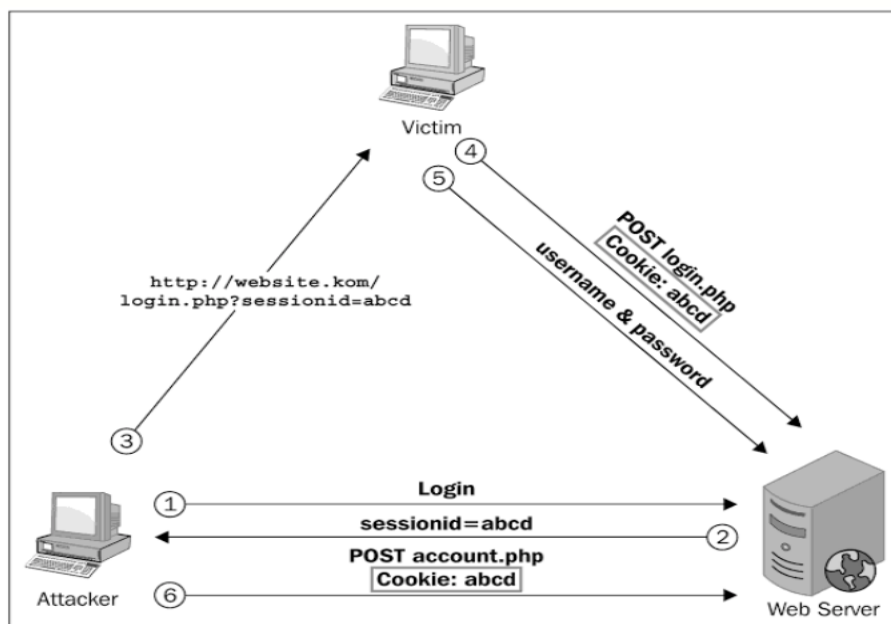 Victim
④
⑤
http://website.kom/
login.php?sessionid=abcd
POST login.php
Cookie: abcd
username & password
③
① Login
sessionid=abcd ②
POST account.php
⑥ Cookie: abcd
Attacker
Web Server